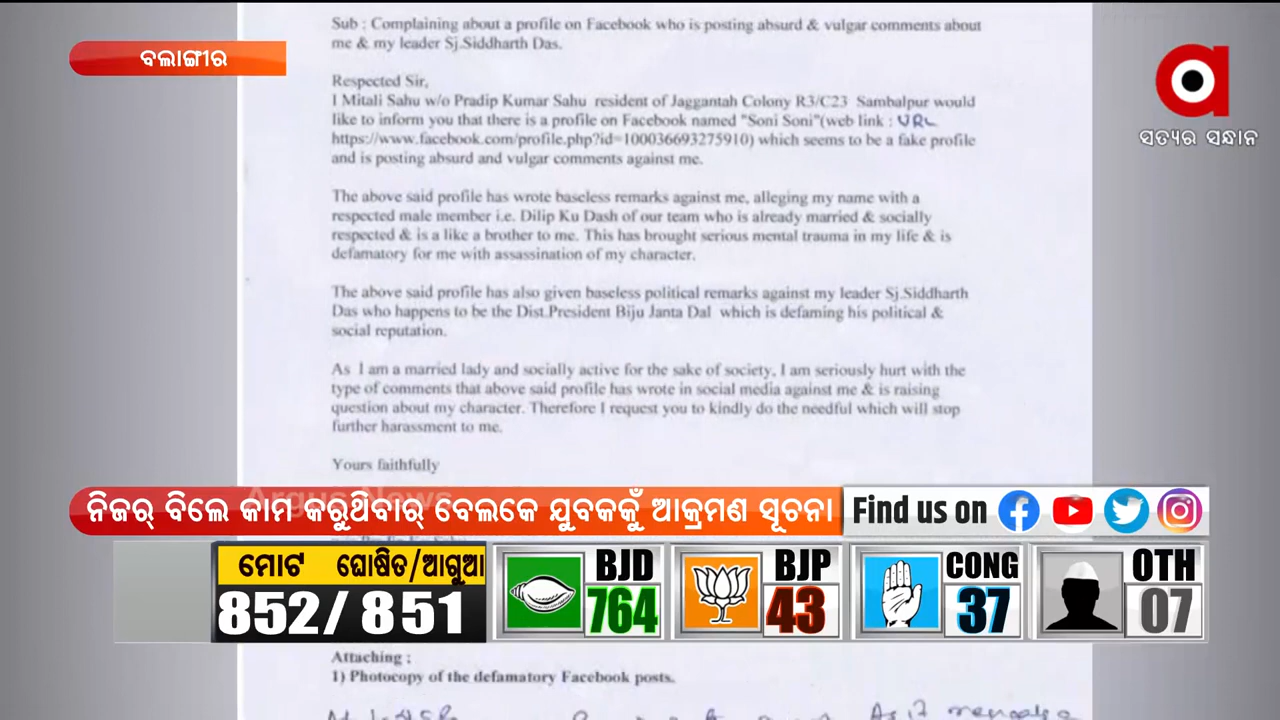 Sub : Complaining about a profile on Facebook who is posting absurd & vulgar comments about
me & my leader Sj.Siddharth Das.
ବଲାଙ୍ଗୀର
a
ସତ୍ୟର ସନ୍ଧାନ
Respected Sir,
I Mitali Sahu w/o Pradip Kumar Sahu resident of Jaggantah Colony R3/C23 Sambalpur would
like to inform you that there is a profile on Facebook named "Soni Soni"(web link : URL
https://www.facebook.com/profile.php?id=100036693275910) which seems to be a fake profile
and is posting absurd and vulgar comments against me.
The above said profile has wrote baseless remarks against me, alleging my name with a
respected male member i.e. Dilip Ku Dash of our team who is already married & socially
respected & is a like a brother to me. This has brought serious mental trauma in my life & is
defamatory for me with assassination of my character.
The above said profile has also given baseless political remarks against my leader Sj.Siddharth
Das who happens to be the Dist.President Biju Janta Dal which is defaming his political &
social reputation.
As I am a married lady and socially active for the sake of society, I am seriously hurt with the
type of comments that above said profile has wrote in social media against me & is raising
question about my character. Therefore I request you to kindly do the needful which will stop
further harassment to me.
Yours faithfully
Argus News
ନିଜର୍ ବିଲେ କାମ କରୁଥିବାର୍ ବେଲକେ ଯୁବକକୁଁ ଆକ୍ରମଣ ସୂଚନା
Find us on
ମୋଟ ଘୋଷିତ/ଆଗୁଆ
852/ 851
BJD
764
BJP
43
CONG
37
OTH
07
Attaching ;
1) Photocopy of the defamatory Facebook posts.